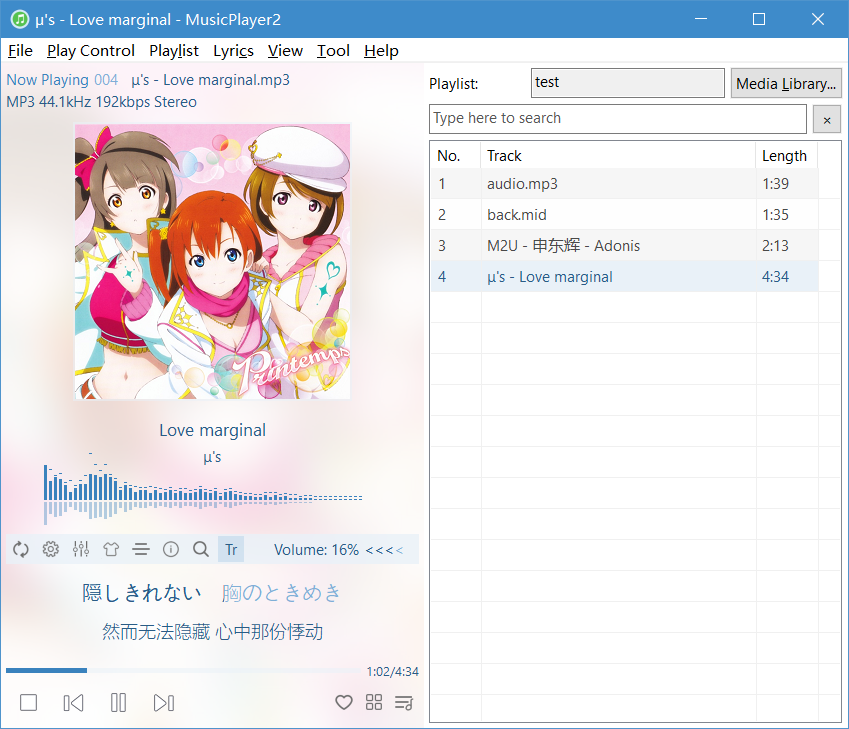 μ's - Love marginal - MusicPlayer2
File Play Control Playlist Lyrics View Tool Help
Now Playing 004 μ's - Love marginal.mp3
MP3 44.1kHz 192kbps Stereo
Printemps
Love marginal
μ's
Tr Volume: 16% <<<<
隠しきれない 胸のときめき
然而无法隐藏 心中那份悸动
1:02/4:34
Playlist: test Media Library...
Type here to search ×
No. Track Length
1 audio.mp3 1:39
2 back.mid 1:35
3 M2U - 申东辉 - Adonis 2:13
4 μ's - Love marginal 4:34